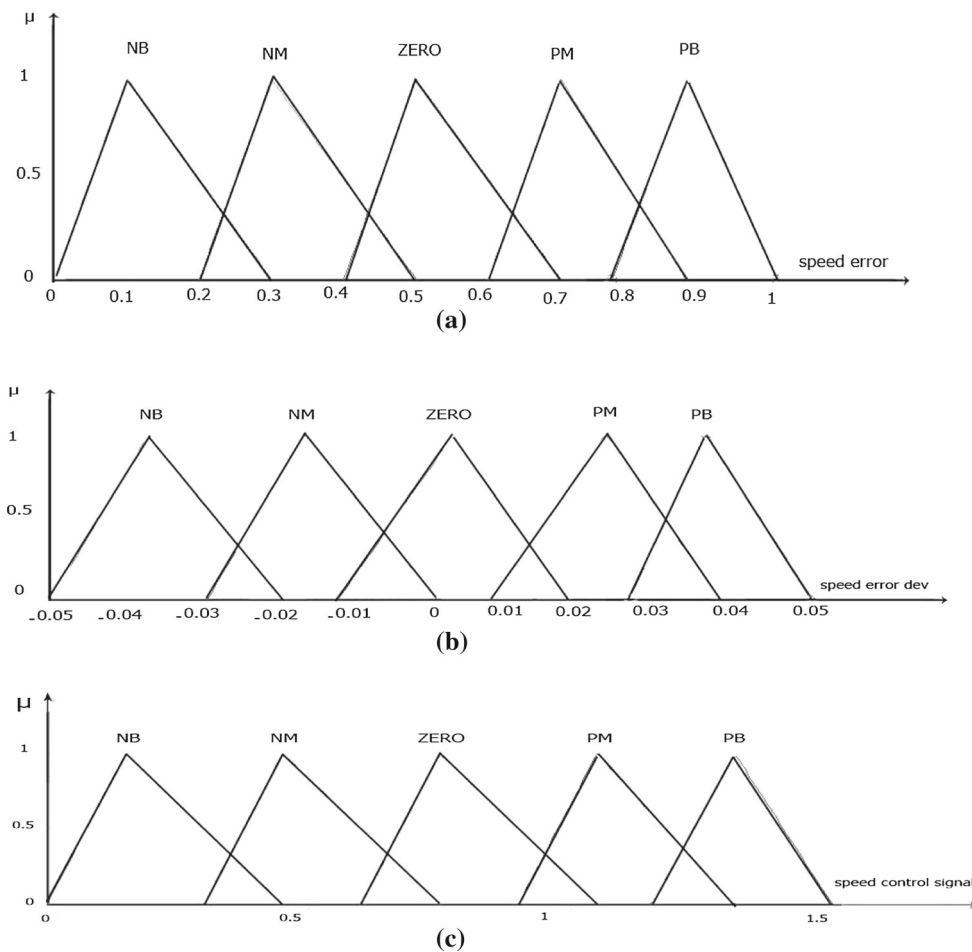 μ
NB
NM
ZERO
PM
PB
1
0.5
0
speed error
0 0.1 0.2 0.3 0.4 0.5 0.6 0.7 0.8 0.9 1
(a)
μ
NB
NM
ZERO
PM
PB
1
0.5
0
speed error dev
-0.05 -0.04 -0.03 -0.02 -0.01 0 0.01 0.02 0.03 0.04 0.05
(b)
μ
NB
NM
ZERO
PM
PB
1
0.5
0
speed control signal
0 0.5 1 1.5
(c)